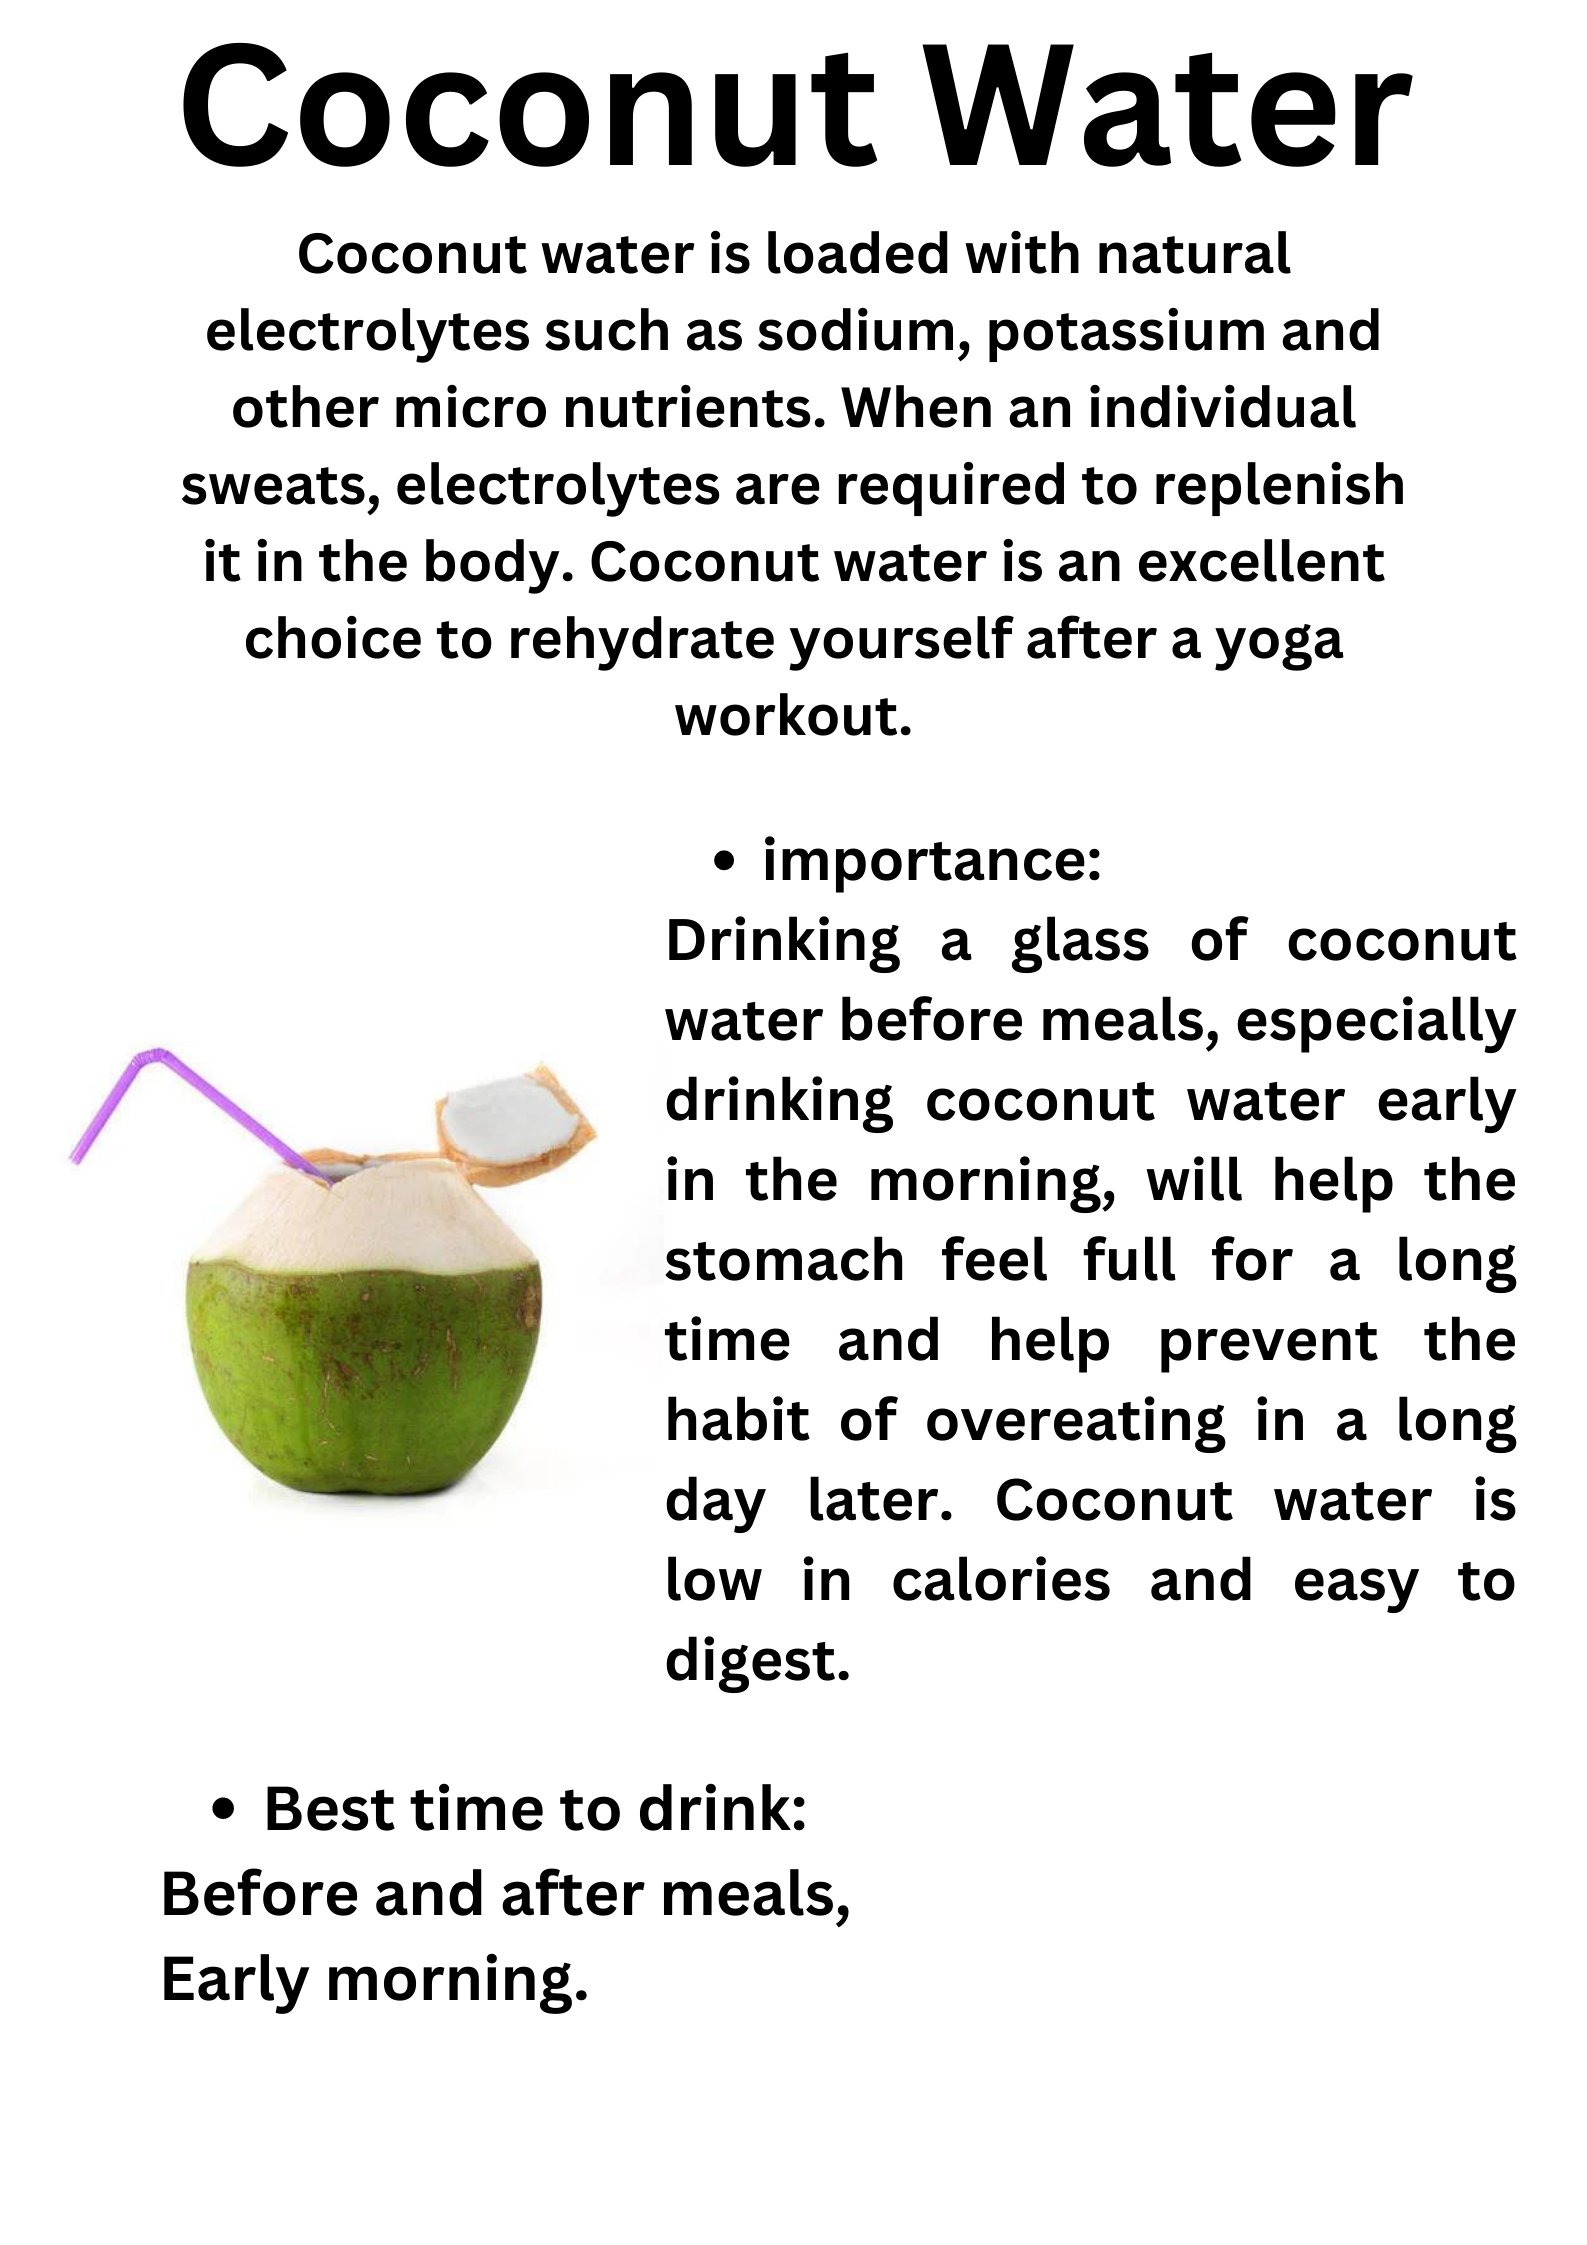 Coconut Water
Coconut water is loaded with natural
electrolytes such as sodium, potassium and
other micro nutrients. When an individual
sweats, electrolytes are required to replenish
it in the body. Coconut water is an excellent
choice to rehydrate yourself after a yoga
workout.
• importance:
Drinking a glass of coconut
water before meals, especially
drinking coconut water early
in the morning, will help the
stomach feel full for a long
time and help prevent the
habit of overeating in a long
day later. Coconut water is
low in calories and easy to
digest.
• Best time to drink:
Before and after meals,
Early morning.